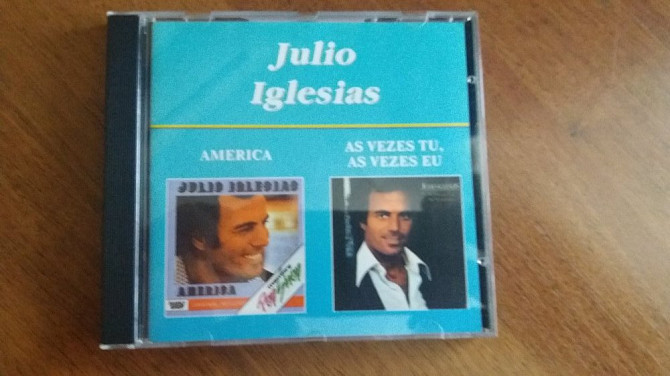 Julio
Iglesias
AMERICA
AS VEZES TU,
AS VEZES EU
JULIO IGLESIAS
AMERICA